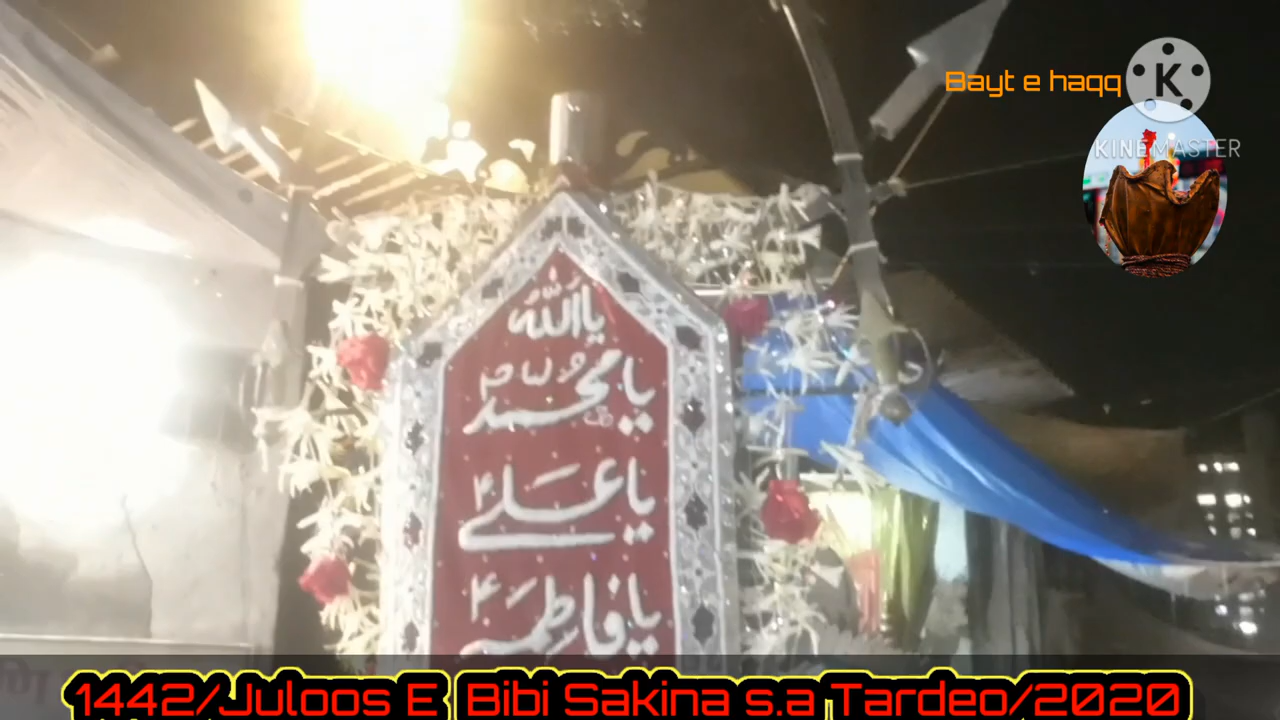 Bayt e haqq
K
KINEMASTER
یا اللہ
یا محمد ؐ
یا علی ؑ
یا فاطمہ ؑ
1442/Juloos E Bibi Sakina s.a Tardeo/2020